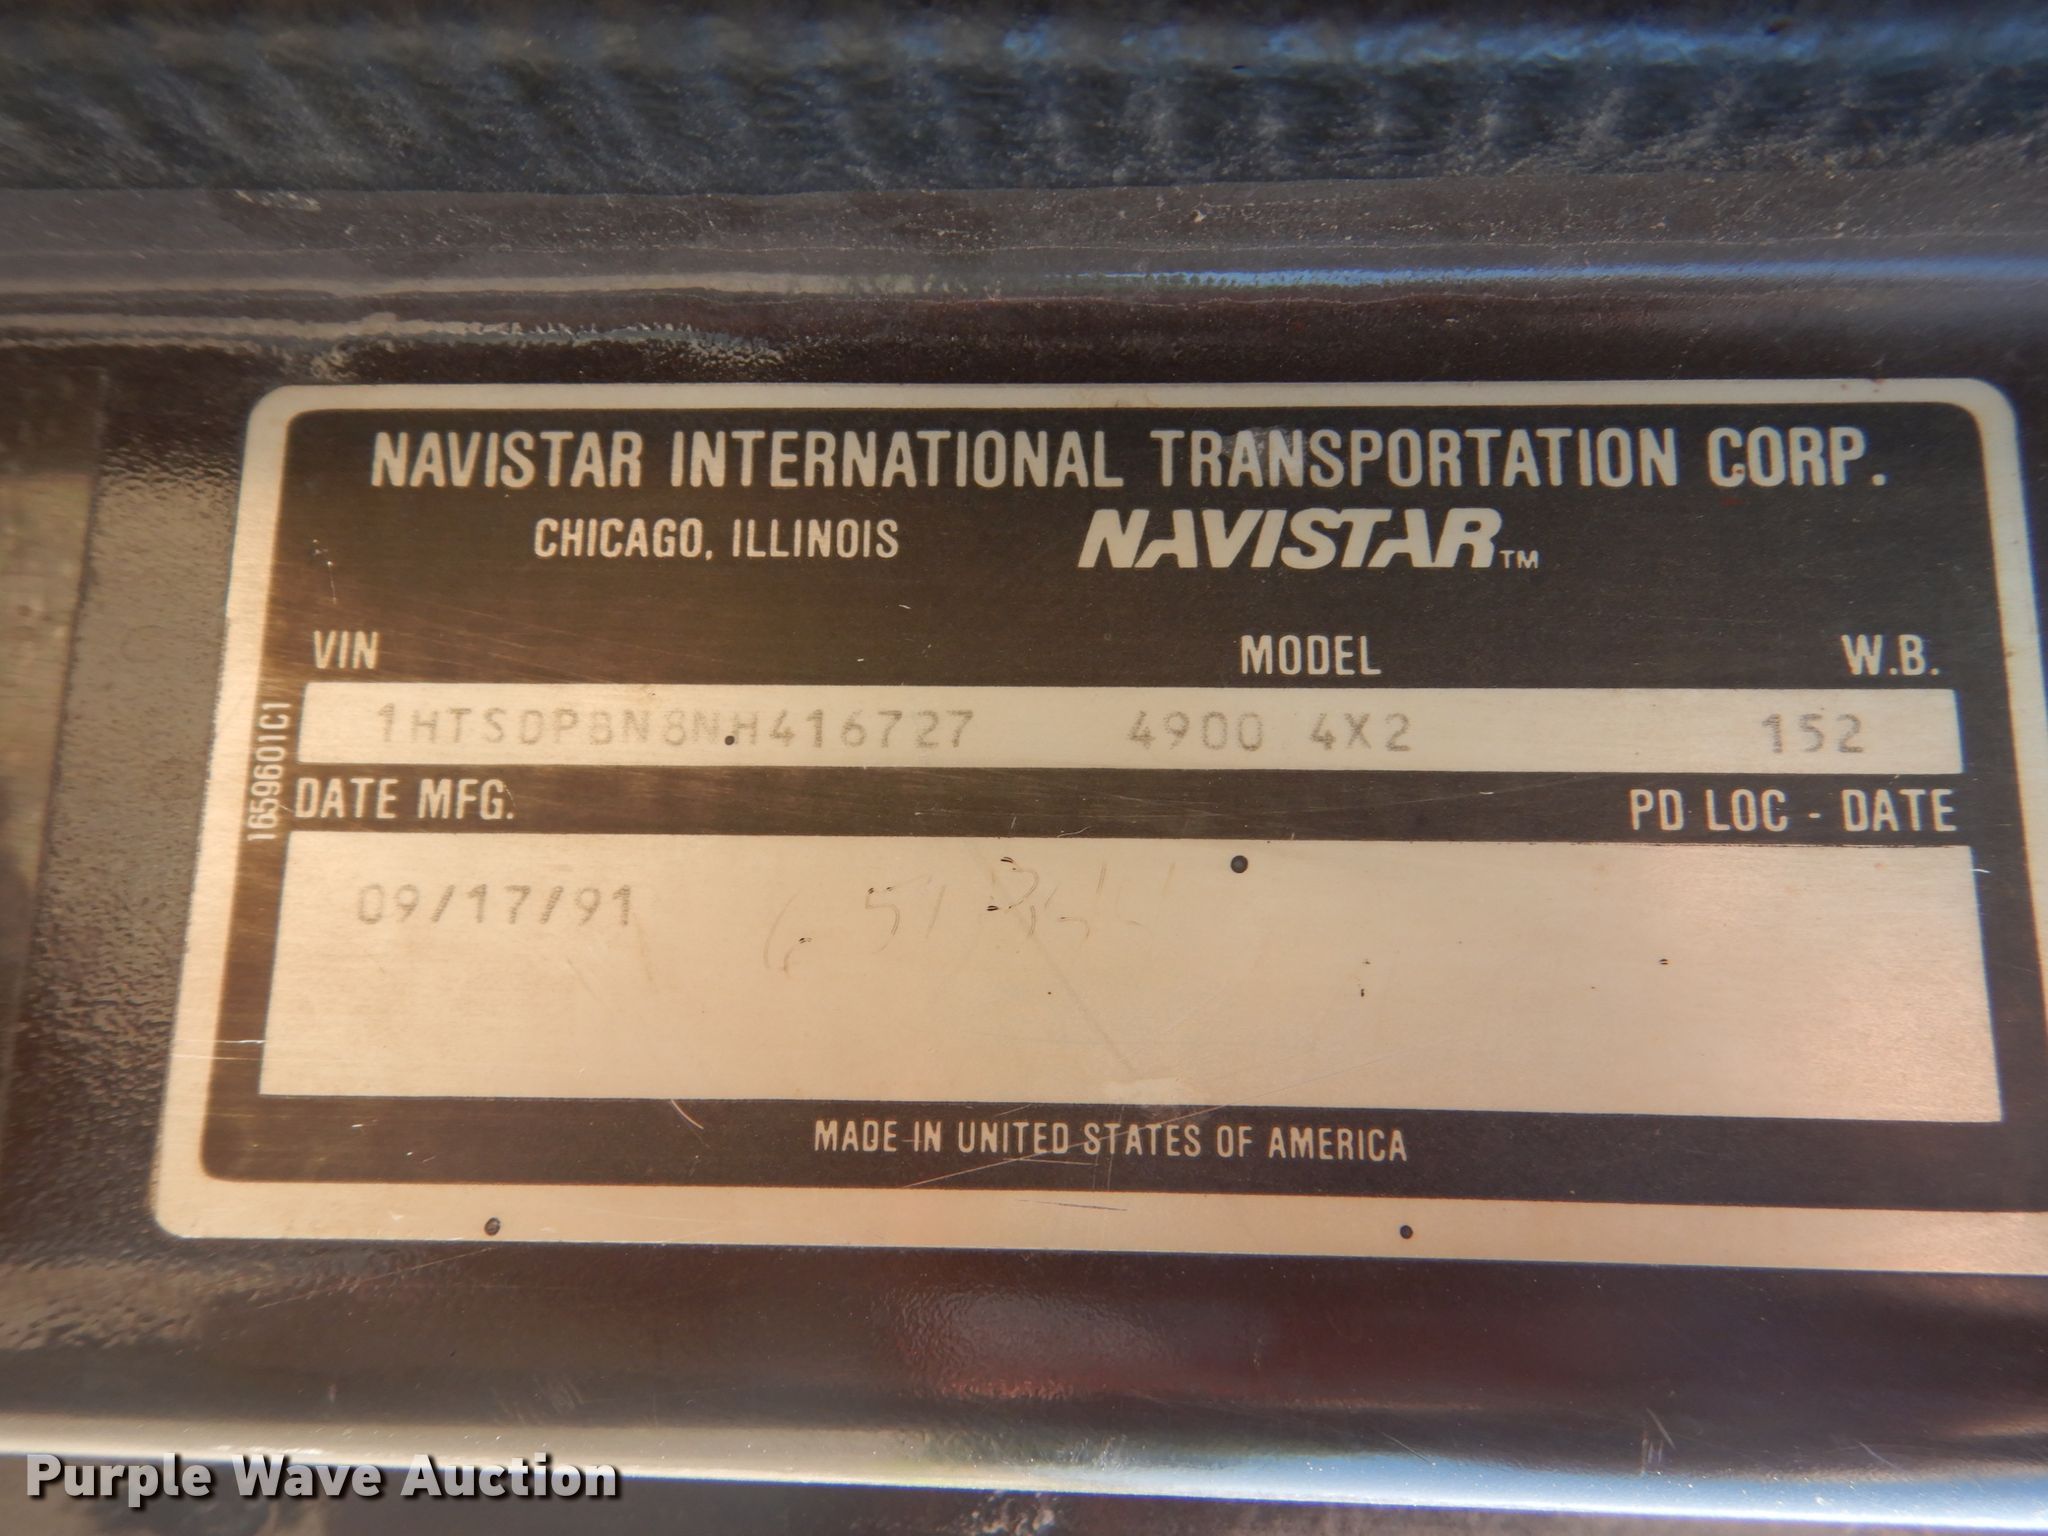 NAVISTAR INTERNATIONAL TRANSPORTATION CORP.
CHICAGO, ILLINOIS NAVISTAR™
VIN MODEL W.B.
1HTSDPBN8NH416727 4900 4X2 152
1659601C1
DATE MFG. PD LOC - DATE
09/17/91
MADE IN UNITED STATES OF AMERICA
Purple Wave Auction